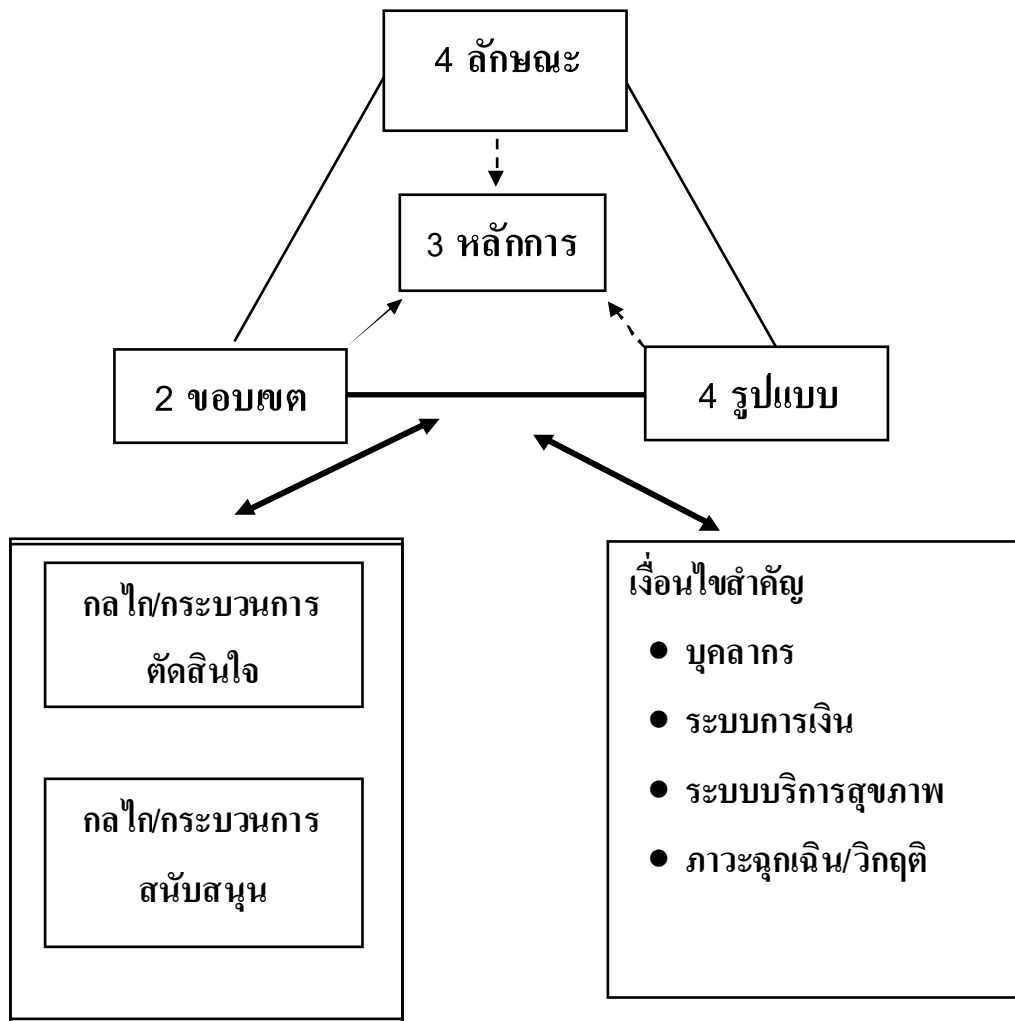 4 ลักษณะ
3 หลักการ
2 ขอบเขต
4 รูปแบบ
กลไก/กระบวนการ
ตัดสินใจ
กลไก/กระบวนการ
สนับสนุน
เงื่อนไขสำคัญ
● บุคลากร
● ระบบการเงิน
● ระบบบริการสุขภาพ
● ภาวะฉุกเฉิน/วิกฤติ